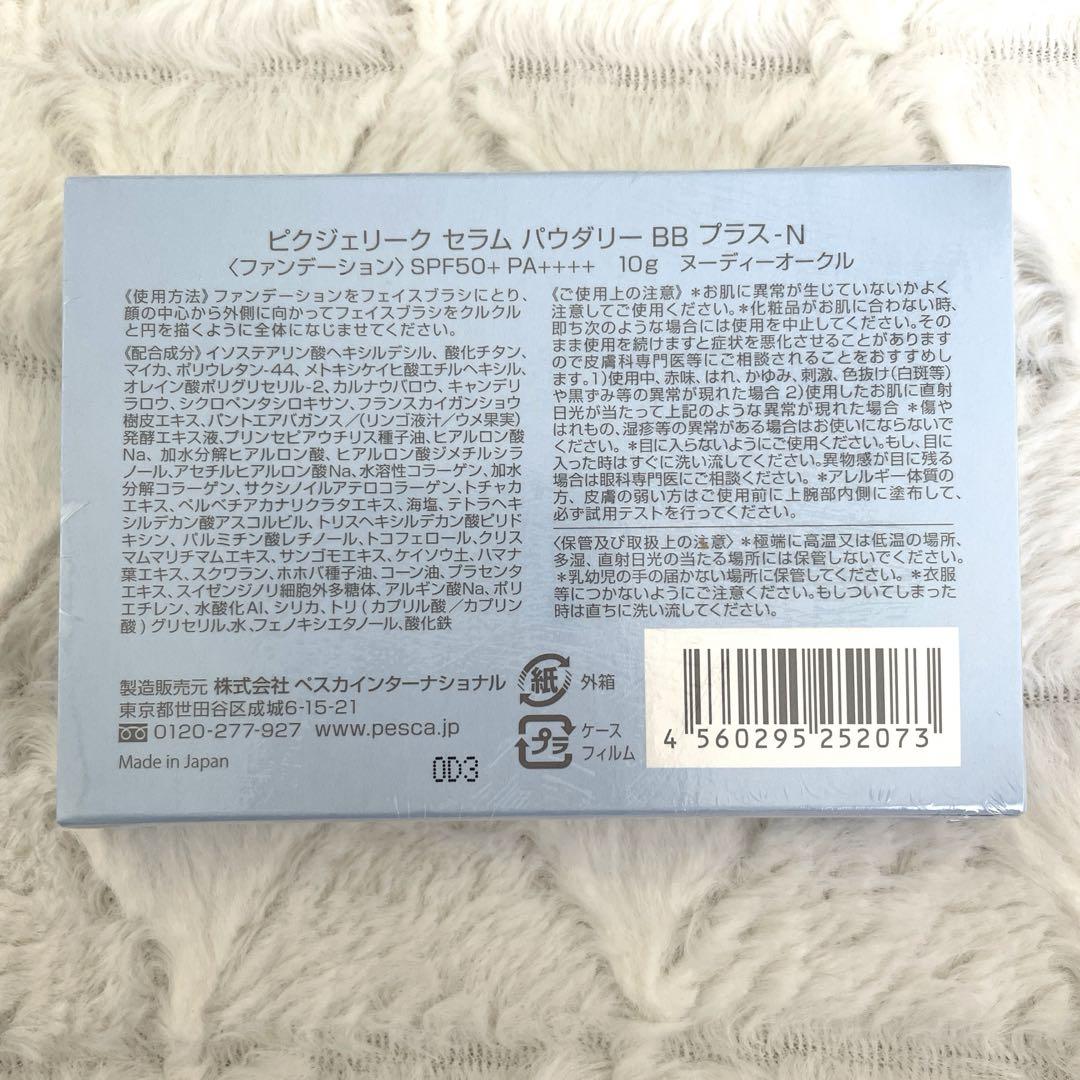 ピクジェリーク セラム パウダリー BB プラス-N
〈ファンデーション〉SPF50+ PA++++ 10g ヌーディーオークル
《使用方法》ファンデーションをフェイスブラシにとり、
顔の中心から外側に向かってフェイスブラシをクルクル
と円を描くように全体になじませてください。
《配合成分》イソステアリン酸ヘキシルデシル、酸化チタン、
マイカ、ポリウレタン-44、メトキシケイヒ酸エチルヘキシル、
オレイン酸ポリグリセリル-2、カルナウバロウ、キャンデリ
ラロウ、シクロペンタシロキサン、フランスカイガンショウ
樹皮エキス、パントエアバガンス／(リンゴ液汁／ウメ果実)
発酵エキス液、プリンセピアウチリス種子油、ヒアルロン酸
Na、加水分解ヒアルロン酸、ヒアルロン酸ジメチルシラ
ノール、アセチルヒアルロン酸Na、水溶性コラーゲン、加水
分解コラーゲン、サクシノイルアテロコラーゲン、トチャカ
エキス、ペルベチアカナリクラタエキス、海塩、テトラヘキ
シルデカン酸アスコルビル、トリスヘキシルデカン酸ピリド
キシン、パルミチン酸レチノール、トコフェロール、クリス
マムマリチマムエキス、サンゴモエキス、ケイソウ土、ハマナ
葉エキス、スクワラン、ホホバ種子油、コーン油、プラセンタ
エキス、スイゼンジノリ細胞外多糖体、アルギン酸Na、ポリ
エチレン、水酸化Al、シリカ、トリ(カプリル酸／カプリン
酸)グリセリル、水、フェノキシエタノール、酸化鉄
《ご使用上の注意》＊お肌に異常が生じていないかよく
注意してご使用ください。＊化粧品がお肌に合わない時、
即ち次のような場合には使用を中止してください。その
まま使用を続けますと症状を悪化させることがあります
ので皮膚科専門医等にご相談されることをおすすめし
ます。1)使用中、赤味、はれ、かゆみ、刺激、色抜け(白斑等)
や黒ずみ等の異常が現れた場合 2)使用したお肌に直射
日光が当たって上記のような異常が現れた場合 ＊傷や
はれもの、湿疹等の異常がある場合はお使いにならないで
ください。＊目に入らないようにご使用ください。もし、目に
入った時はすぐに洗い流してください。異物感が目に残る
場合は眼科専門医にご相談ください。＊アレルギー体質の
方、皮膚の弱い方はご使用前に上腕部内側に塗布して、
必ず試用テストを行ってください。
〈保管及び取扱上の注意〉＊極端に高温又は低温の場所、
多湿、直射日光の当たる場所には保管しないでください。
＊乳幼児の手の届かない場所に保管してください。＊衣服
等につかないようにご注意ください。もしついてしまった
時は直ちに洗い流してください。
製造販売元 株式会社 ペスカインターナショナル
東京都世田谷区成城6-15-21
0120-277-927 www.pesca.jp
Made in Japan
0D3
紙 外箱
プラ ケース
フィルム
4 560295 252073